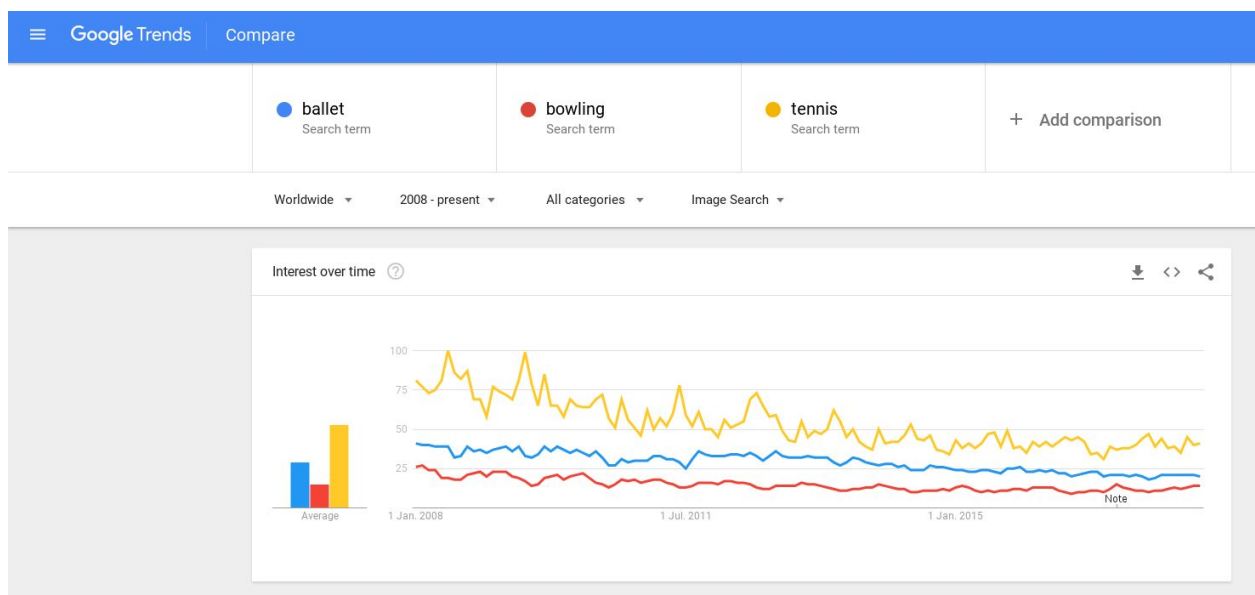 Google Trends Compare
ballet bowling tennis + Add comparison
Search term Search term Search term
Worldwide 2008 - present All categories Image Search
Interest over time ?
100
75
50
25
Note
Average 1 Jan. 2008 1 Jul. 2011 1 Jan. 2015